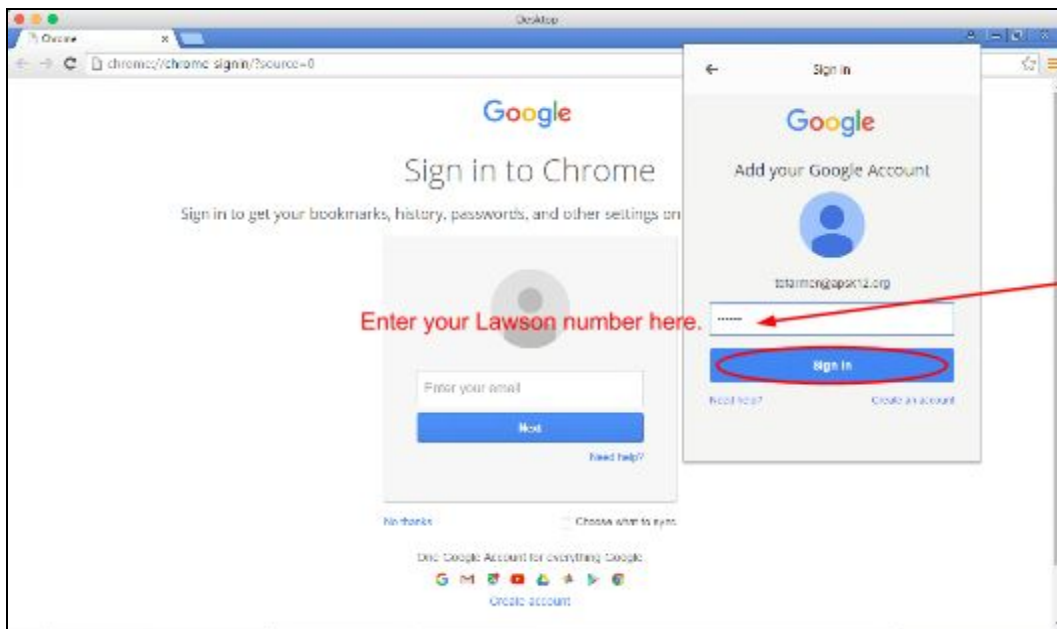 Desktop
Chrome
chrome://chrome-signin/?source=0
Google
Sign in to Chrome
Sign in to get your bookmarks, history, passwords, and other settings on
Enter your email
Next
Need help?
No thanks
Choose what to sync
One Google Account for everything Google
Create account
Sign in
Google
Add your Google Account
Enter your Lawson number here.
Sign in
Need help?
Create an account